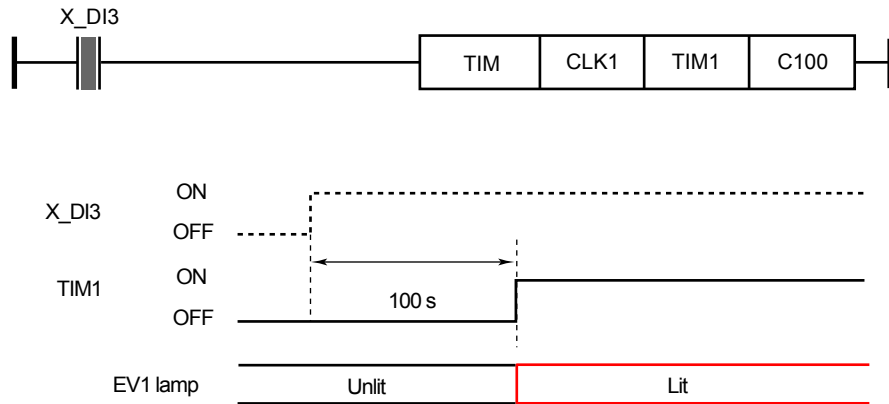 X_DI3
TIM CLK1 TIM1 C100
ON
X_DI3
OFF
ON
TIM1
100 s
OFF
EV1 lamp Unlit Lit